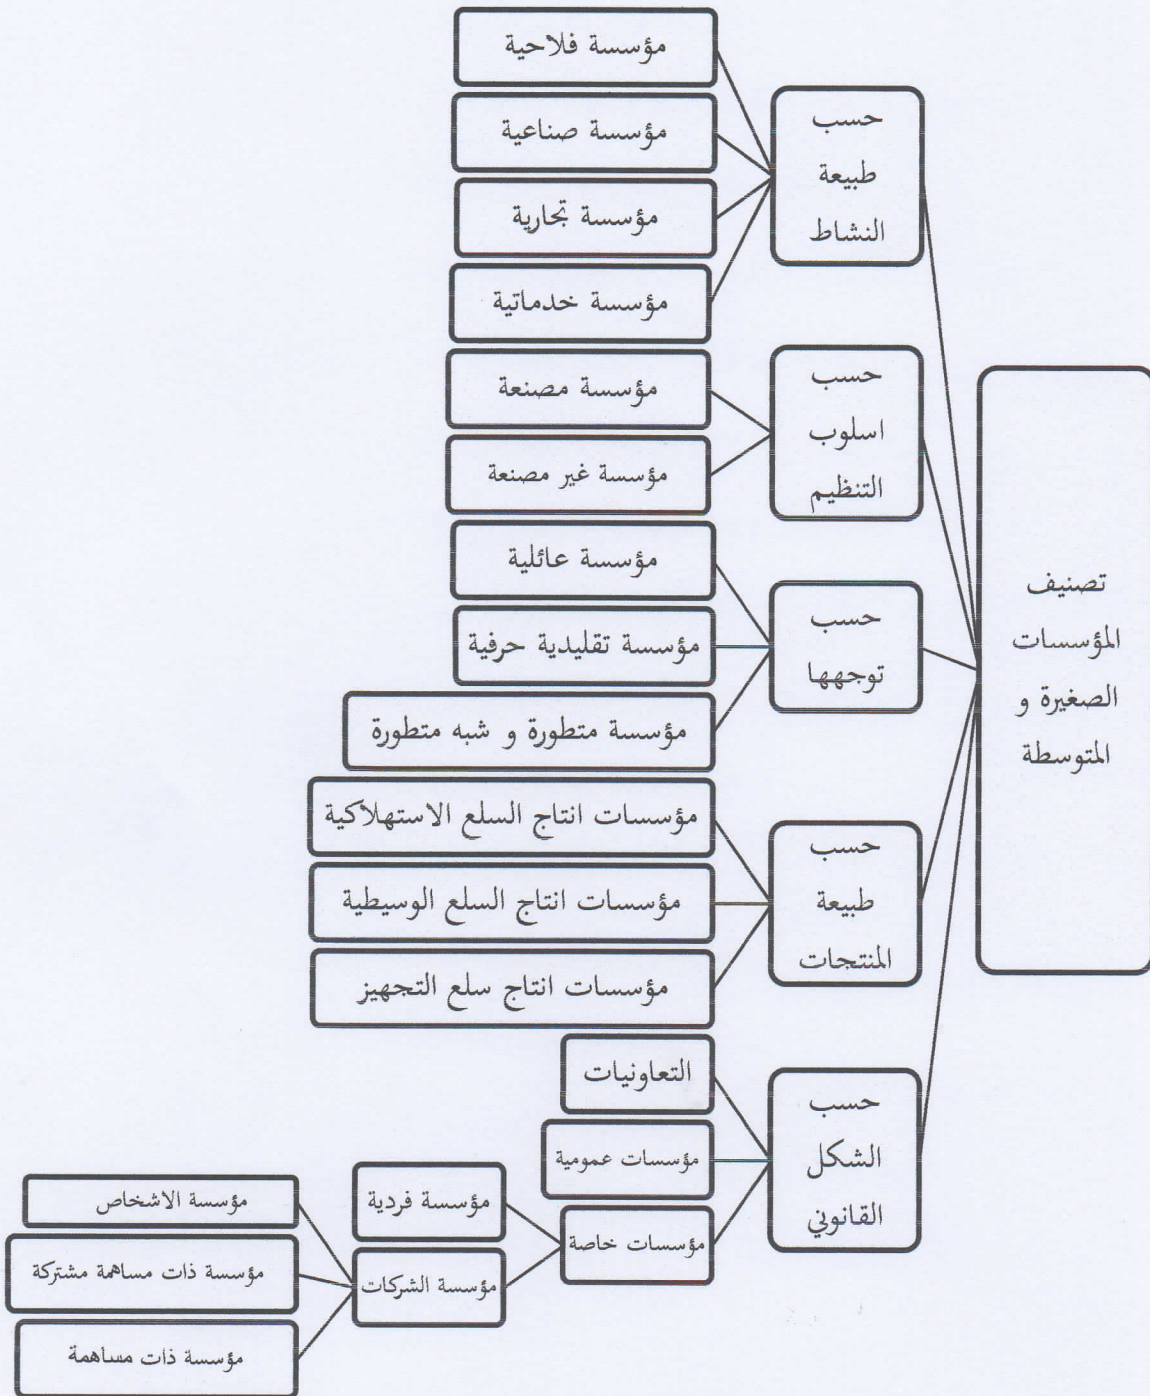 تصنيف
المؤسسات
الصغيرة و
المتوسطة
حسب
طبيعة
النشاط
مؤسسة فلاحية
مؤسسة صناعية
مؤسسة تجارية
مؤسسة خدماتية
حسب
اسلوب
التنظيم
مؤسسة مصنعة
مؤسسة غير مصنعة
حسب
توجهها
مؤسسة عائلية
مؤسسة تقليدية حرفية
مؤسسة متطورة و شبه متطورة
حسب
طبيعة
المنتجات
مؤسسات انتاج السلع الاستهلاكية
مؤسسات انتاج السلع الوسيطية
مؤسسات انتاج سلع التجهيز
حسب
الشكل
القانوني
التعاونيات
مؤسسات عمومية
مؤسسات خاصة
مؤسسة فردية
مؤسسة الشركات
مؤسسة الاشخاص
مؤسسة ذات مساهمة مشتركة
مؤسسة ذات مساهمة